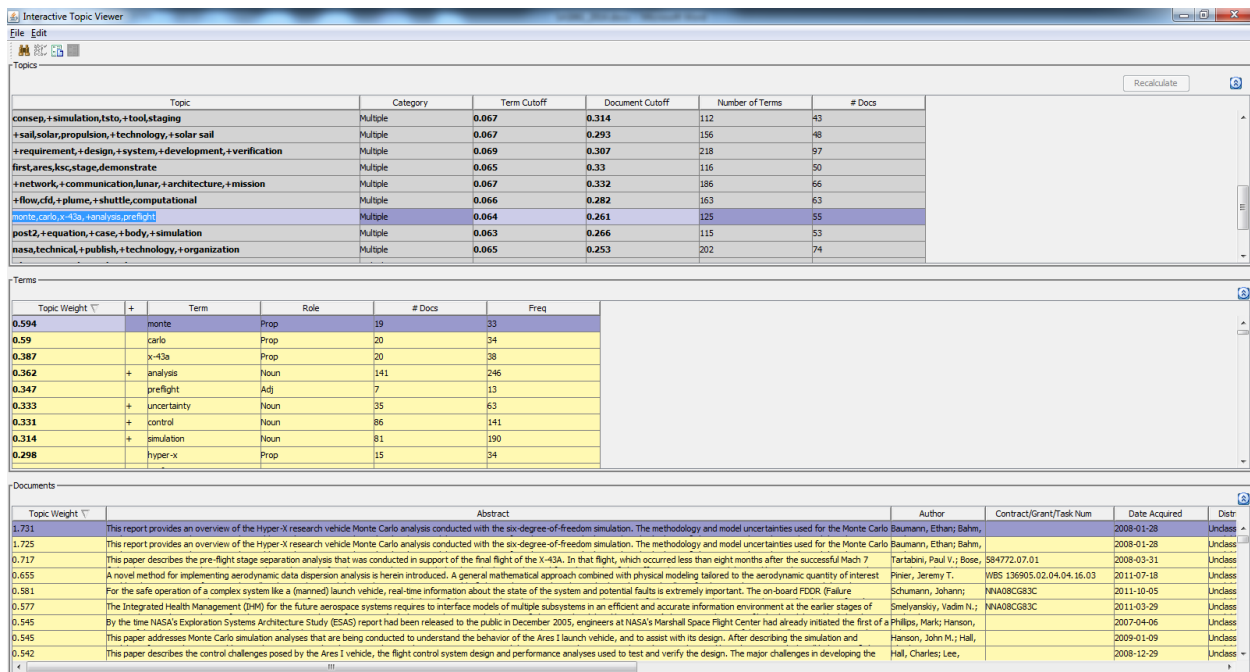 Interactive Topic Viewer
File Edit
Topics
Recalculate
Topic Category Term Cutoff Document Cutoff Number of Terms # Docs
consep,+simulation,tsto,+tool,staging Multiple 0.067 0.314 112 43
+sail,solar,propulsion,+technology,+solar sail Multiple 0.067 0.293 156 48
+requirement,+design,+system,+development,+verification Multiple 0.069 0.307 218 97
first,ares,ksc,stage,demonstrate Multiple 0.065 0.33 116 50
+network,+communication,lunar,+architecture,+mission Multiple 0.067 0.332 186 66
+flow,cfd,+plume,+shuttle,computational Multiple 0.066 0.282 163 63
monte,carlo,x-43a,+analysis,preflight Multiple 0.064 0.261 125 55
post2,+equation,+case,+body,+simulation Multiple 0.063 0.266 115 53
nasa,technical,+publish,+technology,+organization Multiple 0.065 0.253 202 74
Terms
Topic Weight + Term Role # Docs Freq
0.594 monte Prop 19 33
0.59 carlo Prop 20 34
0.387 x-43a Prop 20 38
0.362 + analysis Noun 141 246
0.347 preflight Adj 7 13
0.333 + uncertainty Noun 35 63
0.331 + control Noun 86 141
0.314 + simulation Noun 81 190
0.298 hyper-x Prop 15 34
Documents
Topic Weight Abstract Author Contract/Grant/Task Num Date Acquired Distr
1.731 This report provides an overview of the Hyper-X research vehicle Monte Carlo analysis conducted with the six-degree-of-freedom simulation. The methodology and model uncertainties used for the Monte Carlo Baumann, Ethan; Bahm, 2008-01-28 Unclass
1.725 This report provides an overview of the Hyper-X research vehicle Monte Carlo analysis conducted with the six-degree-of-freedom simulation. The methodology and model uncertainties used for the Monte Carlo Baumann, Ethan; Bahm, 2008-01-28 Unclass
0.717 This paper describes the pre-flight stage separation analysis that was conducted in support of the final flight of the X-43A. In that flight, which occurred less than eight months after the successful Mach 7 Tartabini, Paul V.; Bose, 584772.07.01 2008-03-31 Unclass
0.655 A novel method for implementing aerodynamic data dispersion analysis is herein introduced. A general mathematical approach combined with physical modeling tailored to the aerodynamic quantity of interest Pinier, Jeremy T. WBS 136905.02.04.04.16.03 2011-07-18 Unclass
0.581 For the safe operation of a complex system like a (manned) launch vehicle, real-time information about the state of the system and potential faults is extremely important. The on-board FDDR (Failure Schumann, Johann; NNA08CG83C 2011-10-05 Unclass
0.577 The Integrated Health Management (IHM) for the future aerospace systems requires to interface models of multiple subsystems in an efficient and accurate information environment at the earlier stages of Smelyanskiy, Vadim N.; NNA08CG83C 2011-03-29 Unclass
0.545 By the time NASA's Exploration Systems Architecture Study (ESAS) report had been released to the public in December 2005, engineers at NASA's Marshall Space Flight Center had already initiated the first of a Phillips, Mark; Hanson, 2007-04-06 Unclass
0.545 This paper addresses Monte Carlo simulation analyses that are being conducted to understand the behavior of the Ares I launch vehicle, and to assist with its design. After describing the simulation and Hanson, John M.; Hall, 2009-01-09 Unclass
0.542 This paper describes the control challenges posed by the Ares I vehicle, the flight control system design and performance analyses used to test and verify the design. The major challenges in developing the Hall, Charles; Lee, 2008-12-29 Unclass